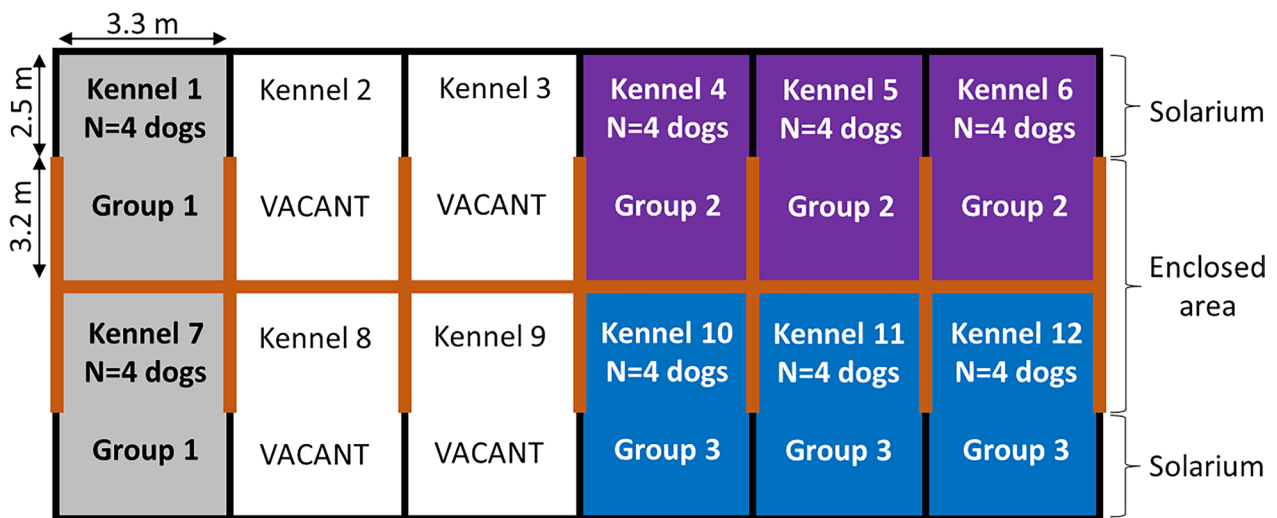 3.3 m
2.5 m
3.2 m
Kennel 1
N=4 dogs
Group 1
Kennel 2
VACANT
Kennel 3
VACANT
Kennel 4
N=4 dogs
Group 2
Kennel 5
N=4 dogs
Group 2
Kennel 6
N=4 dogs
Group 2
Solarium
Enclosed
area
Kennel 7
N=4 dogs
Group 1
Kennel 8
VACANT
Kennel 9
VACANT
Kennel 10
N=4 dogs
Group 3
Kennel 11
N=4 dogs
Group 3
Kennel 12
N=4 dogs
Group 3
Solarium